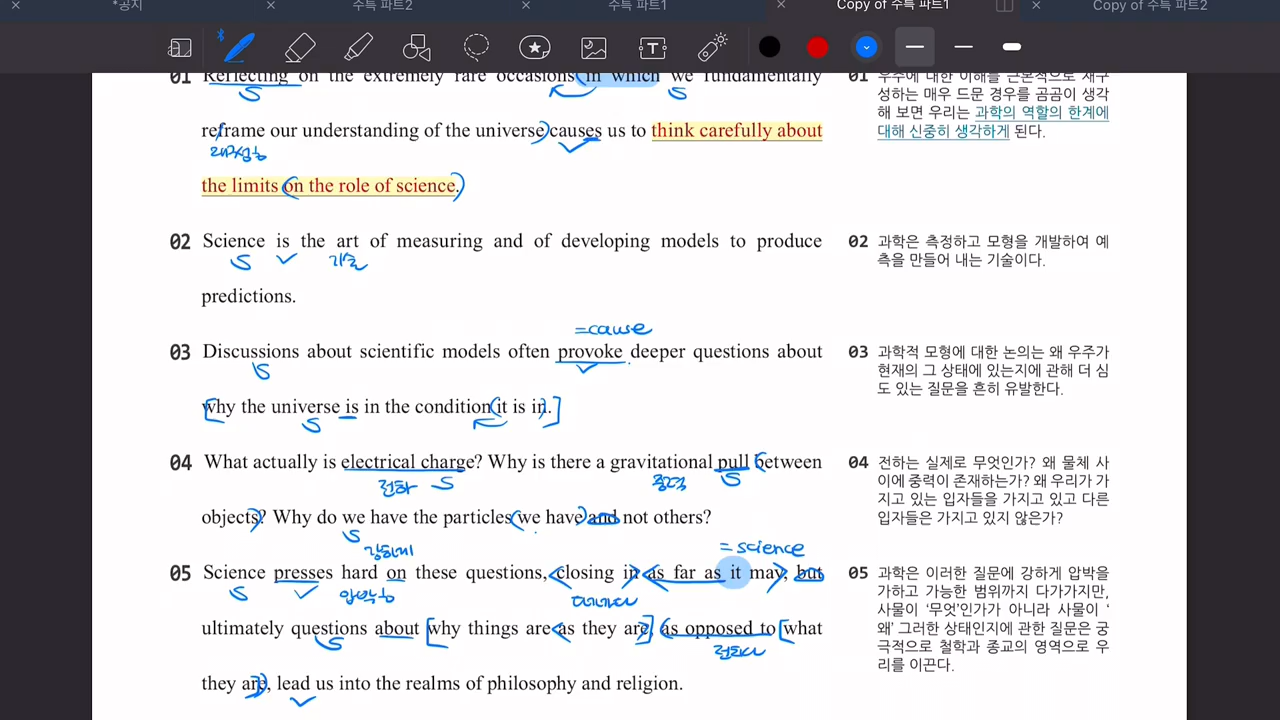 *공지
수특 파트2
수특 파트1
Copy of 수특 파트1
Copy of 수특 파트2
01 Reflecting on the extremely rare occasions in which we fundamentally
S S
reframe our understanding of the universe causes us to think carefully about
재구성하는
the limits on the role of science.
01 우주에 대한 이해를 근본적으로 재구
성하는 매우 드문 경우를 곰곰이 생각
해 보면 우리는 과학의 역할의 한계에
대해 신중히 생각하게 된다.
02 Science is the art of measuring and of developing models to produce
S 기술
predictions.
02 과학은 측정하고 모형을 개발하여 예
측을 만들어 내는 기술이다.
=cause
03 Discussions about scientific models often provoke deeper questions about
S
why the universe is in the condition it is in.
S
03 과학적 모형에 대한 논의는 왜 우주가
현재의 그 상태에 있는지에 관해 더 심
도 있는 질문을 흔히 유발한다.
04 What actually is electrical charge? Why is there a gravitational pull between
전하 S 중력 S
objects? Why do we have the particles we have and not others?
S
04 전하는 실제로 무엇인가? 왜 물체 사
이에 중력이 존재하는가? 왜 우리가 가
지고 있는 입자들을 가지고 있고 다른
입자들은 가지고 있지 않은가?
강하게 = science
05 Science presses hard on these questions, closing in as far as it may, but
S
ultimately questions about why things are as they are, as opposed to what
S
they are, lead us into the realms of philosophy and religion.
05 과학은 이러한 질문에 강하게 압박을
가하고 가능한 범위까지 다가가지만,
사물이 '무엇'인가가 아니라 사물이 '
왜' 그러한 상태인지에 관한 질문은 궁
극적으로 철학과 종교의 영역으로 우
리를 이끈다.